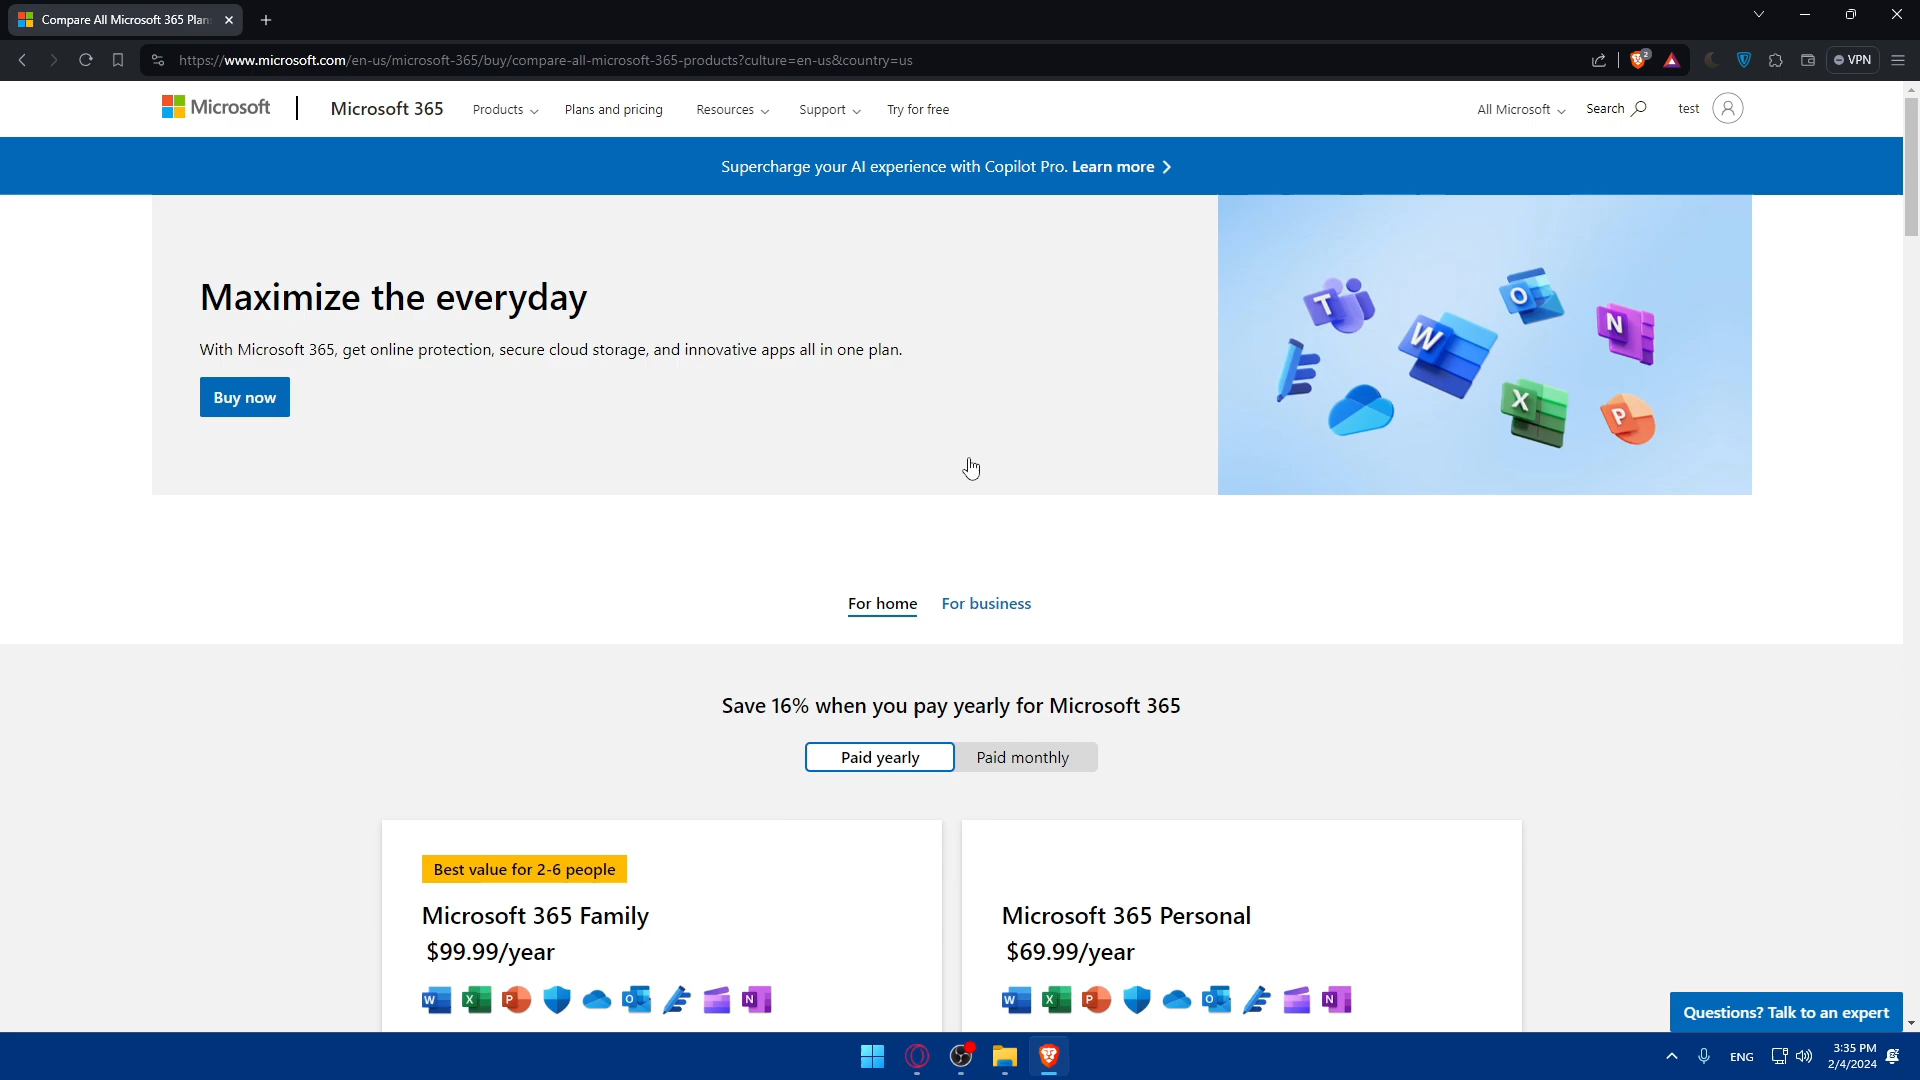 Compare All Microsoft 365 Plan
https://www.microsoft.com/en-us/microsoft-365/buy/compare-all-microsoft-365-products?culture=en-us&country=us
2
VPN
Microsoft
Microsoft 365
Products
Plans and pricing
Resources
Support
Try for free
All Microsoft
Search
test
Supercharge your AI experience with Copilot Pro. Learn more
Maximize the everyday
With Microsoft 365, get online protection, secure cloud storage, and innovative apps all in one plan.
Buy now
T
O
N
W
X
P
For home
For business
Save 16% when you pay yearly for Microsoft 365
Paid yearly
Paid monthly
Best value for 2-6 people
Microsoft 365 Family
$99.99/year
W X P O N
Microsoft 365 Personal
$69.99/year
W X P O N
Questions? Talk to an expert
ENG
3:35 PM
2/4/2024